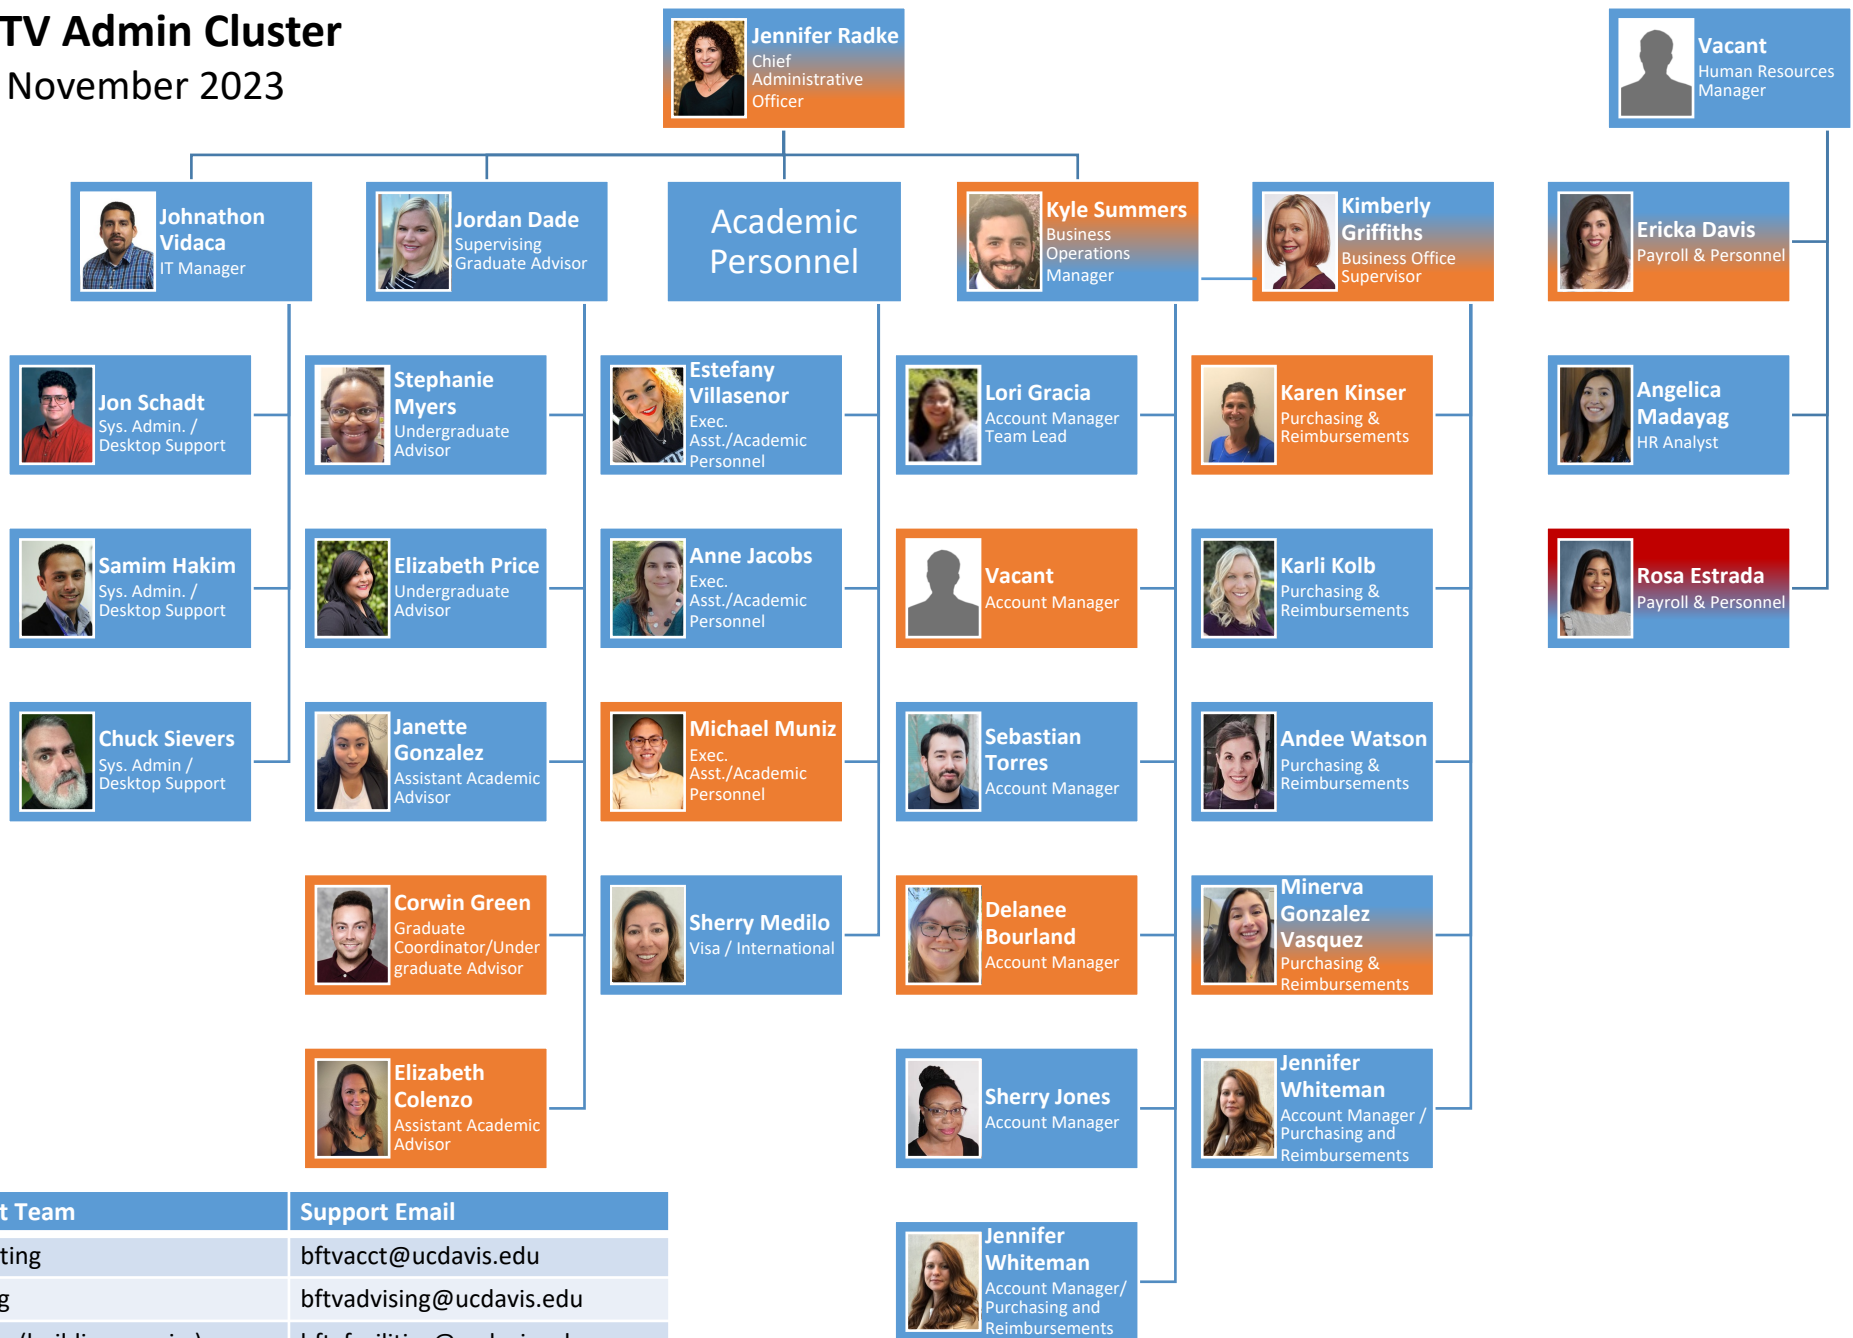 TV Admin Cluster
November 2023
Jennifer Radke
Chief
Administrative
Officer
Vacant
Human Resources
Manager
Johnathon
Vidaca
IT Manager
Jordan Dade
Supervising
Graduate Advisor
Academic
Personnel
Kyle Summers
Business
Operations
Manager
Kimberly
Griffiths
Business Office
Supervisor
Ericka Davis
Payroll & Personnel
Jon Schadt
Sys. Admin. /
Desktop Support
Stephanie
Myers
Undergraduate
Advisor
Estefany
Villasenor
Exec.
Asst./Academic
Personnel
Lori Gracia
Account Manager
Team Lead
Karen Kinser
Purchasing &
Reimbursements
Angelica
Madayag
HR Analyst
Samim Hakim
Sys. Admin. /
Desktop Support
Elizabeth Price
Undergraduate
Advisor
Anne Jacobs
Exec.
Asst./Academic
Personnel
Vacant
Account Manager
Karli Kolb
Purchasing &
Reimbursements
Rosa Estrada
Payroll & Personnel
Chuck Sievers
Sys. Admin /
Desktop Support
Janette
Gonzalez
Assistant Academic
Advisor
Michael Muniz
Exec.
Asst./Academic
Personnel
Sebastian
Torres
Account Manager
Andee Watson
Purchasing &
Reimbursements
Corwin Green
Graduate
Coordinator/Under
graduate Advisor
Sherry Medilo
Visa / International
Delanee
Bourland
Account Manager
Minerva
Gonzalez
Vasquez
Purchasing &
Reimbursements
Elizabeth
Colenzo
Assistant Academic
Advisor
Sherry Jones
Account Manager
Jennifer
Whiteman
Account Manager /
Purchasing and
Reimbursements
Jennifer
Whiteman
Account Manager/
Purchasing and
Reimbursements
t Team Support Email
ting bftvacct@ucdavis.edu
g bftvadvising@ucdavis.edu